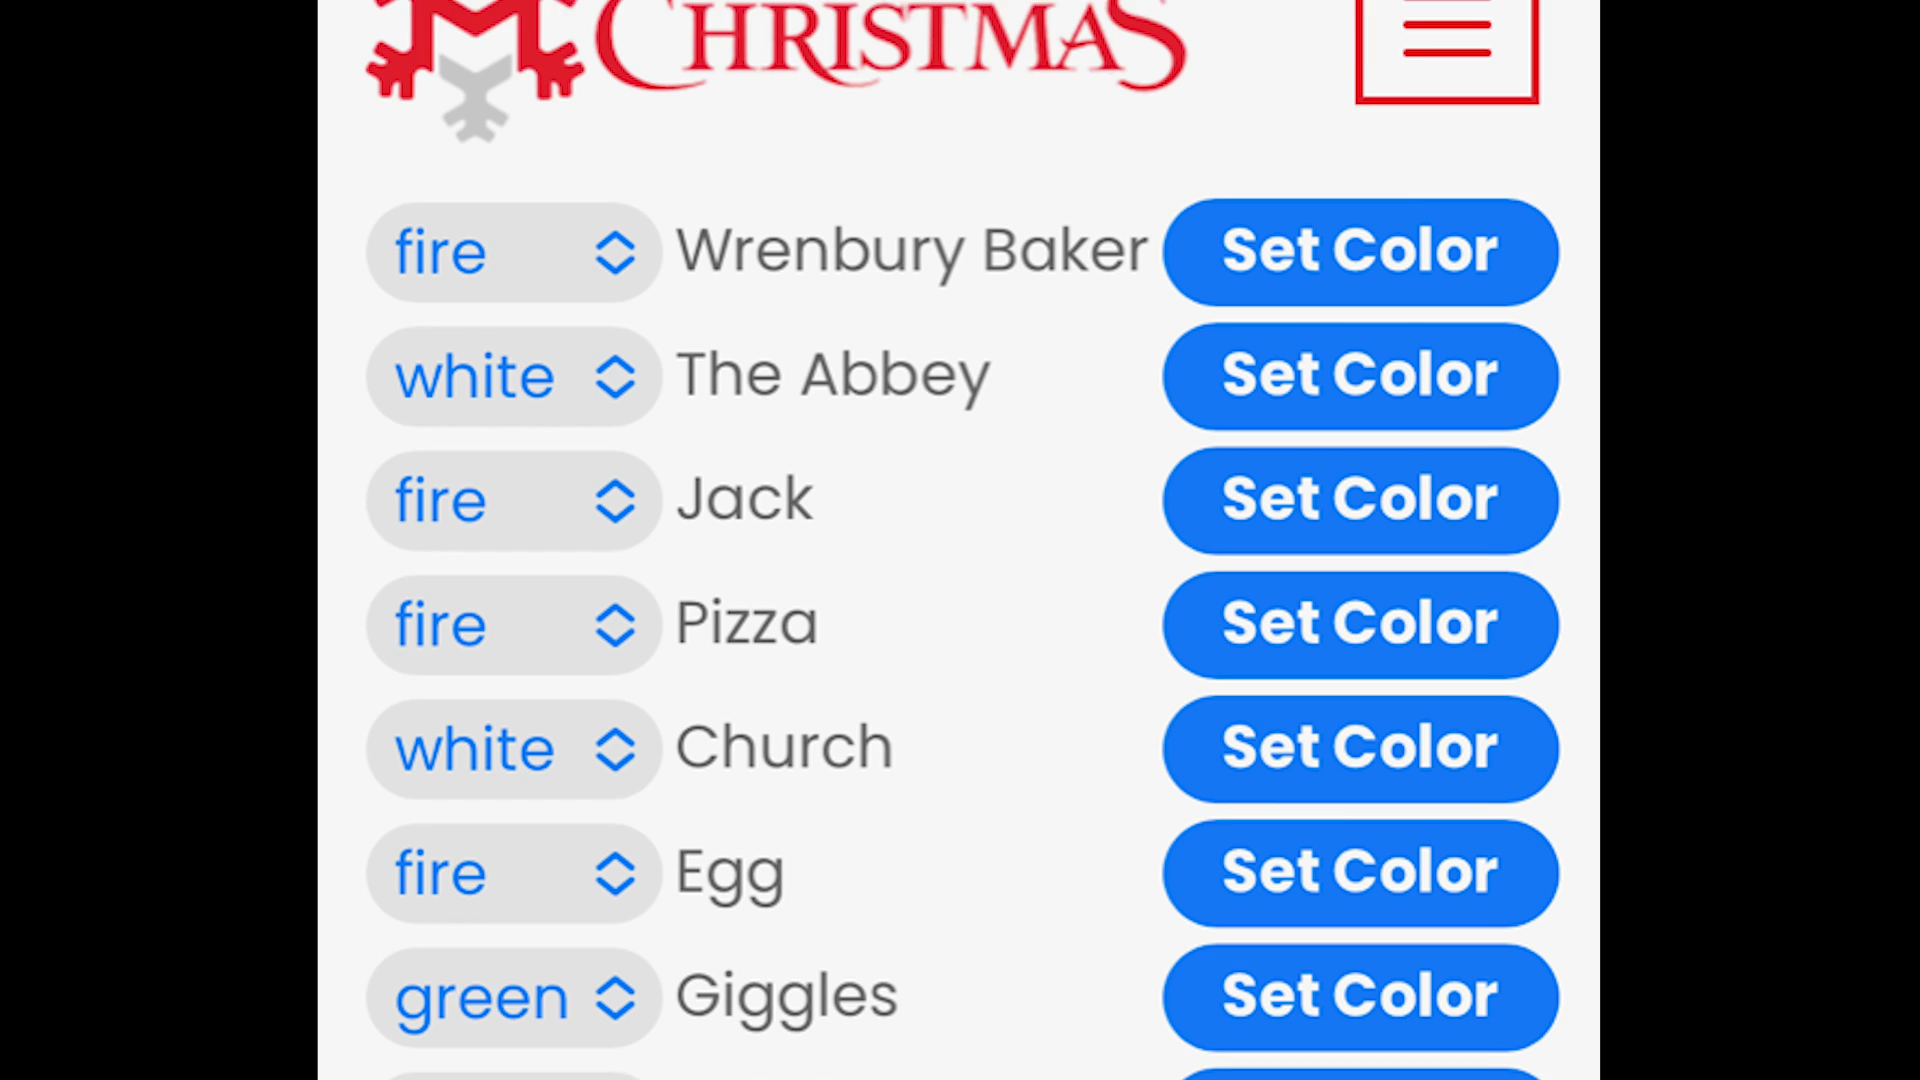 CHRISTMAS
fire Wrenbury Baker Set Color
white The Abbey Set Color
fire Jack Set Color
fire Pizza Set Color
white Church Set Color
fire Egg Set Color
green Giggles Set Color